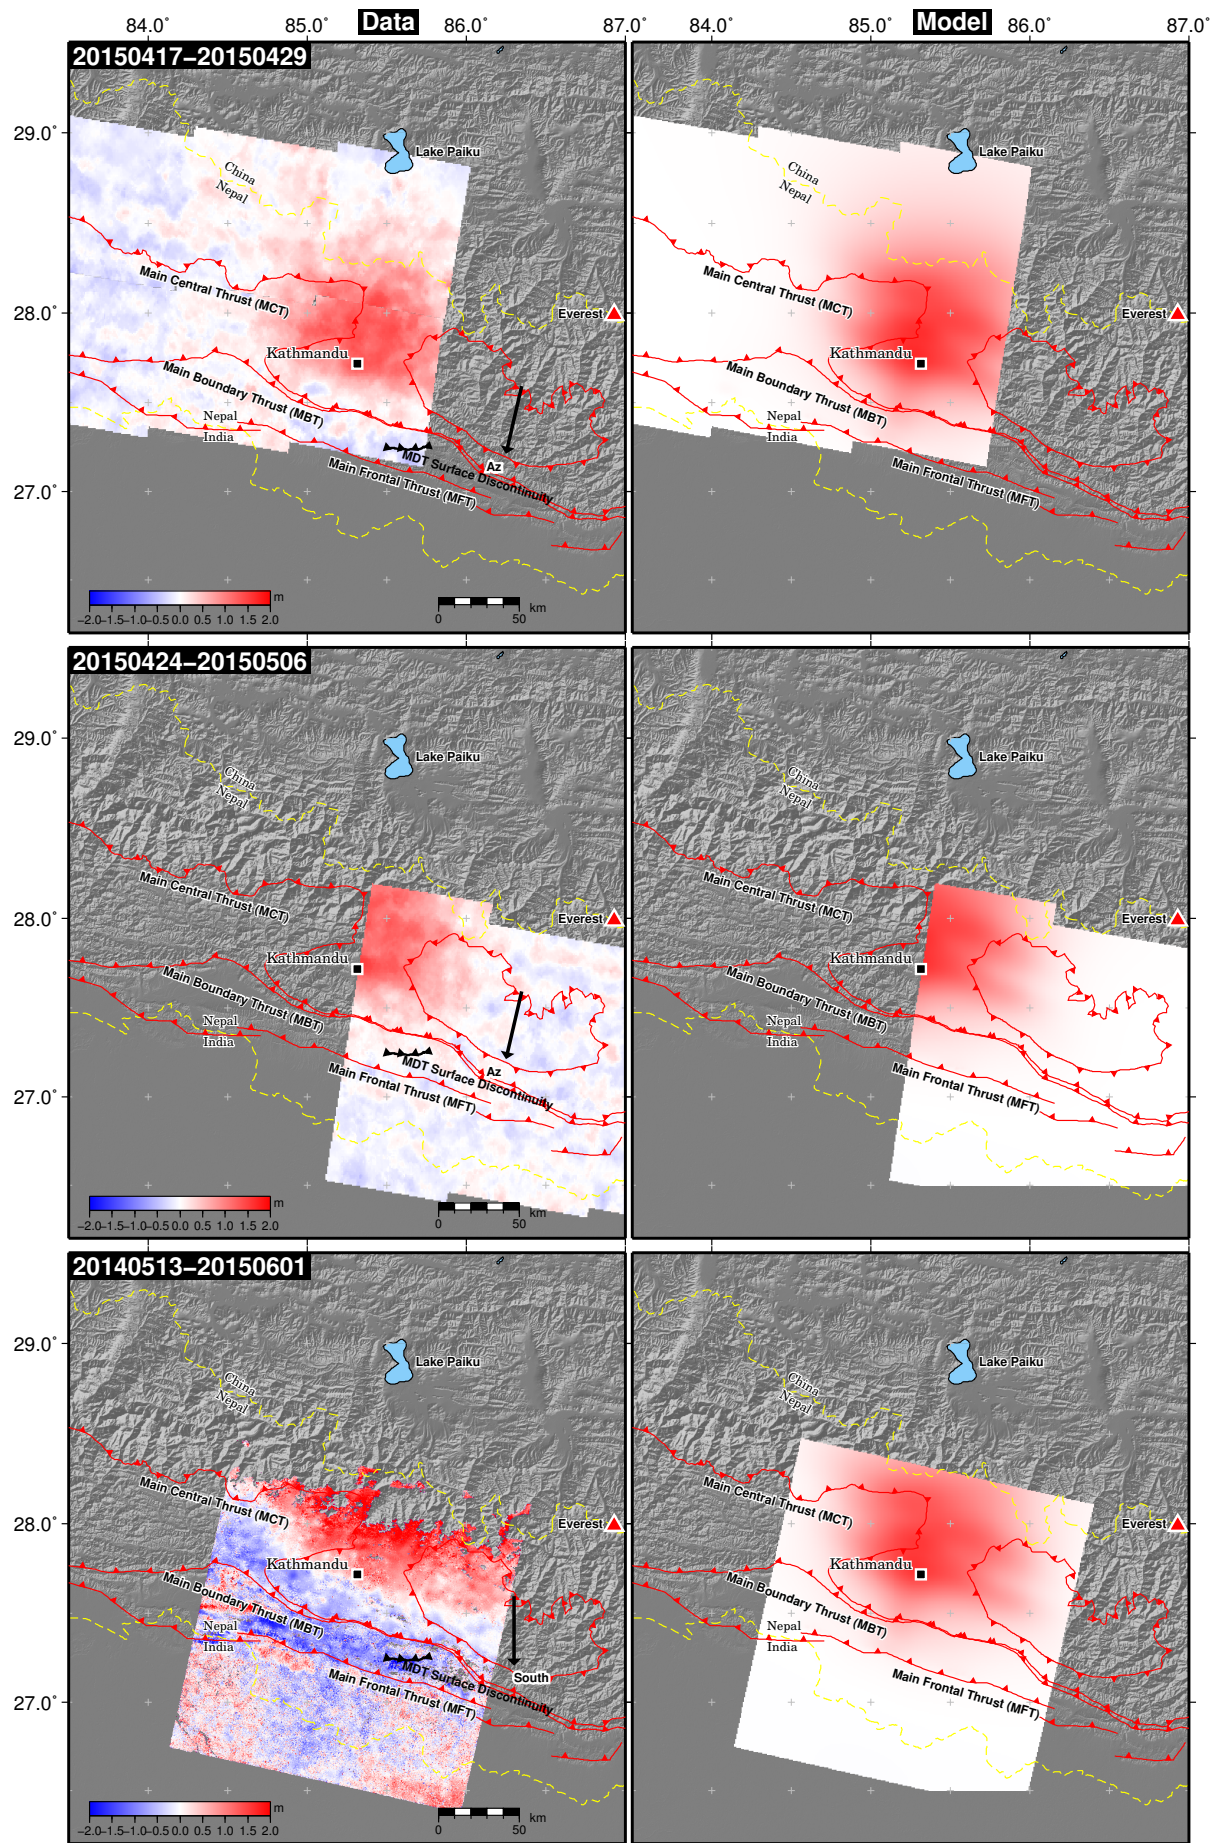 84.0˚ 85.0˚ Data 86.0˚ 87.0˚ 85.0˚ Model 86.0˚ 87.0˚
20150417–20150429
29.0˚
Lake Paiku
Lake Paiku
China
Nepal
China
Nepal
Main Central Thrust (MCT)
Main Central Thrust (MCT)
28.0˚
Everest
Everest
Kathmandu
Kathmandu
Main Boundary Thrust (MBT)
Main Boundary Thrust (MBT)
Nepal
India
Nepal
India
MDT Surface Discontinuity
Az
Main Frontal Thrust (MFT)
Main Frontal Thrust (MFT)
27.0˚
m
−2.0−1.5−1.0−0.5 0.0 0.5 1.0 1.5 2.0
km
0 50
20150424–20150506
29.0˚
Lake Paiku
Lake Paiku
China
Nepal
China
Nepal
Main Central Thrust (MCT)
Main Central Thrust (MCT)
28.0˚
Everest
Everest
Kathmandu
Kathmandu
Main Boundary Thrust (MBT)
Main Boundary Thrust (MBT)
Nepal
India
Nepal
India
MDT Surface Discontinuity
Az
Main Frontal Thrust (MFT)
Main Frontal Thrust (MFT)
27.0˚
m
−2.0−1.5−1.0−0.5 0.0 0.5 1.0 1.5 2.0
km
0 50
20140513–20150601
29.0˚
Lake Paiku
Lake Paiku
China
Nepal
China
Nepal
Main Central Thrust (MCT)
Main Central Thrust (MCT)
28.0˚
Everest
Everest
Kathmandu
Kathmandu
Main Boundary Thrust (MBT)
Main Boundary Thrust (MBT)
Nepal
India
Nepal
India
MDT Surface Discontinuity
South
Main Frontal Thrust (MFT)
Main Frontal Thrust (MFT)
27.0˚
m
−2.0−1.5−1.0−0.5 0.0 0.5 1.0 1.5 2.0
km
0 50